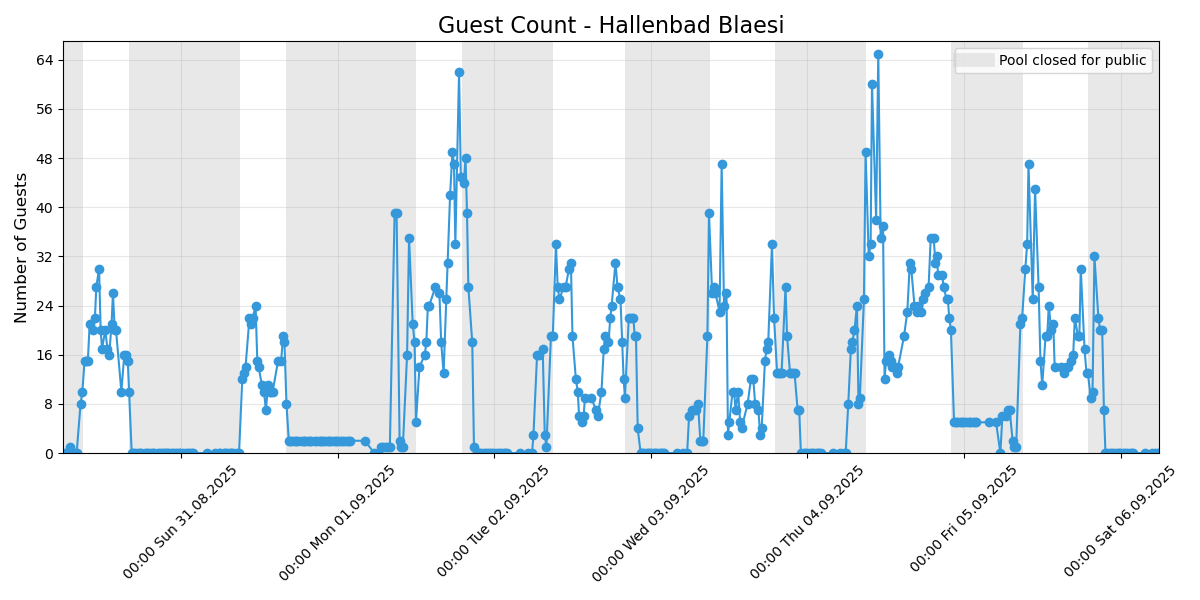 Guest Count - Hallenbad Blaesi
Pool closed for public
Number of Guests
64
56
48
40
32
24
16
8
0
00:00 Sun 31.08.2025
00:00 Mon 01.09.2025
00:00 Tue 02.09.2025
00:00 Wed 03.09.2025
00:00 Thu 04.09.2025
00:00 Fri 05.09.2025
00:00 Sat 06.09.2025